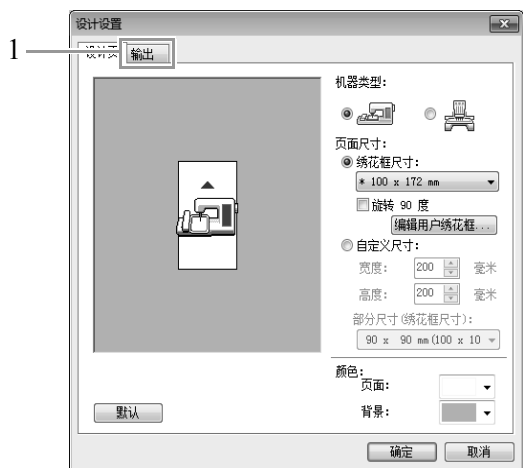 设计设置
1
设计页 输出
机器类型:
页面尺寸:
绣花框尺寸:
* 100 x 172 mm
旋转 90 度
编辑用户绣花框...
自定义尺寸:
宽度: 200 毫米
高度: 200 毫米
部分尺寸(绣花框尺寸):
90 x 90 mm(100 x 10
颜色:
页面:
背景:
默认
确定 取消